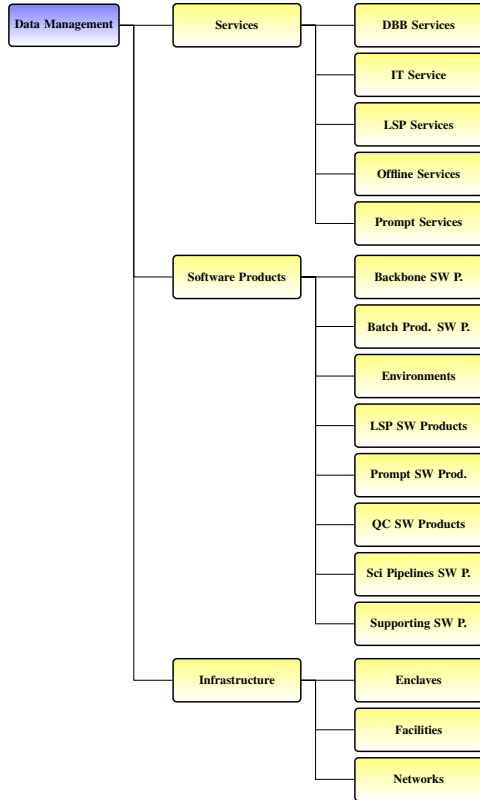 Data Management
Services
DBB Services
IT Service
LSP Services
Offline Services
Prompt Services
Software Products
Backbone SW P.
Batch Prod. SW P.
Environments
LSP SW Products
Prompt SW Prod.
QC SW Products
Sci Pipelines SW P.
Supporting SW P.
Infrastructure
Enclaves
Facilities
Networks